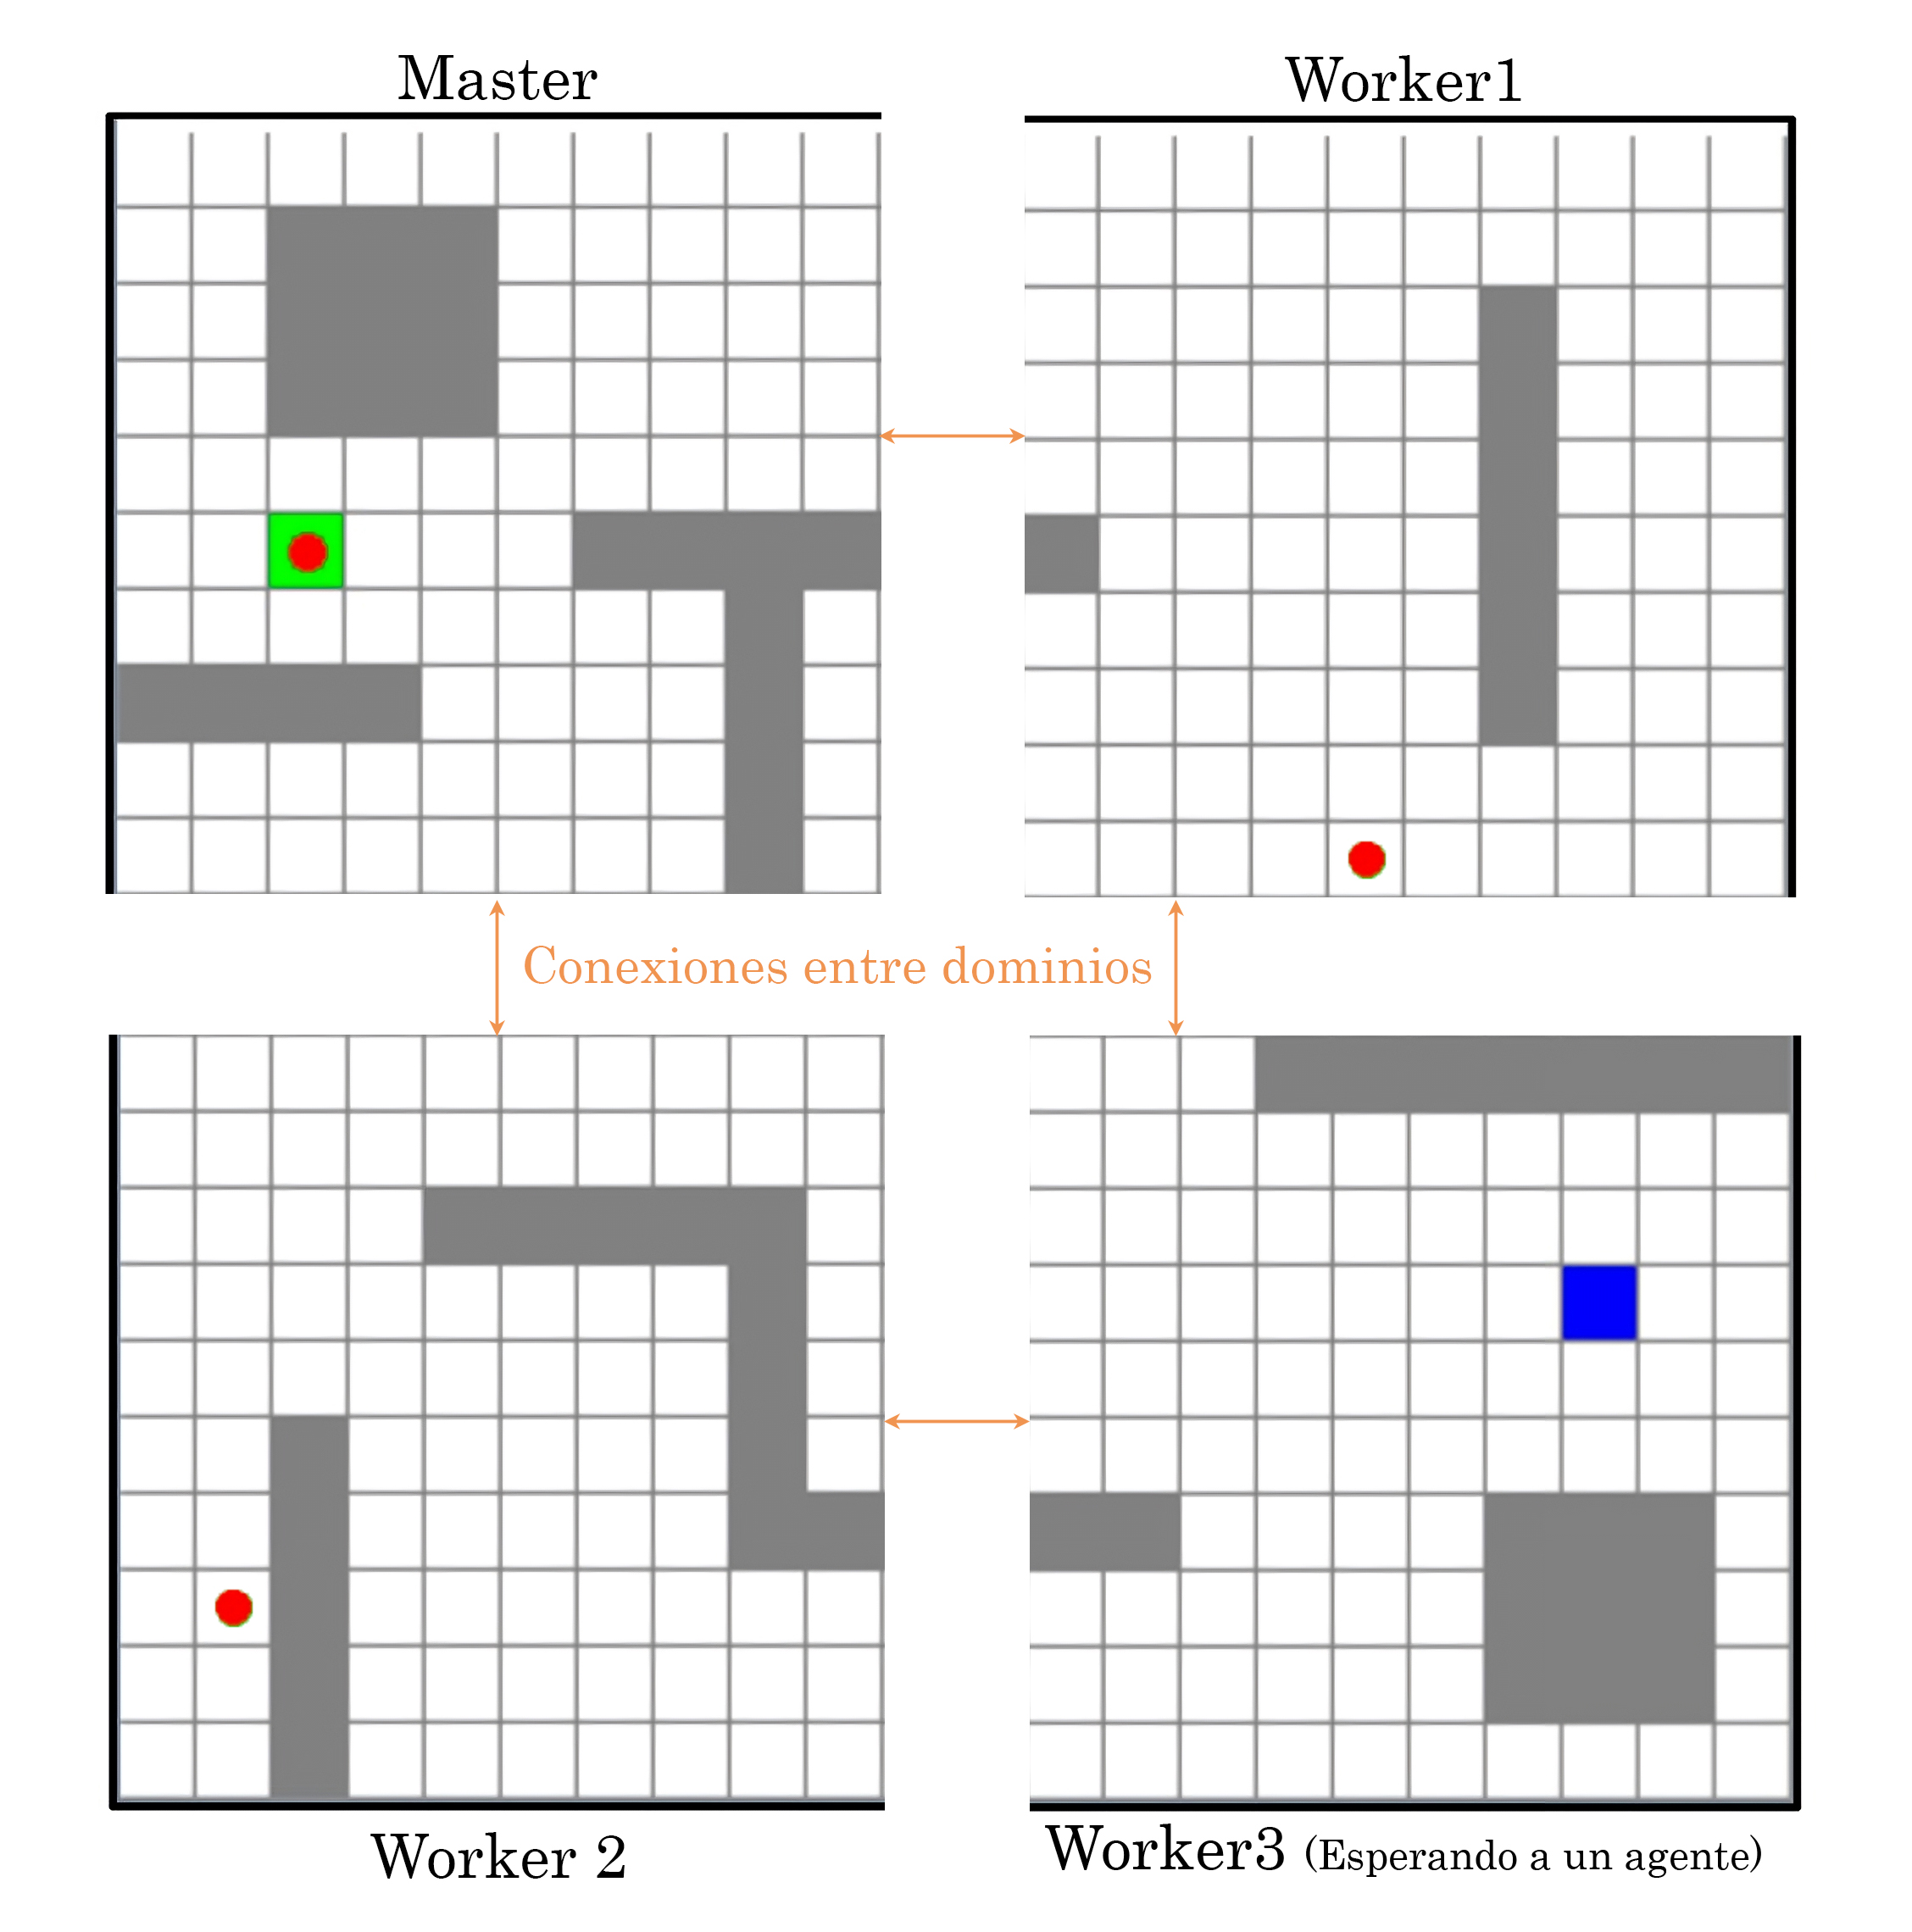 Master
Worker1
Conexiones entre dominios
Worker 2
Worker3 (Esperando a un agente)